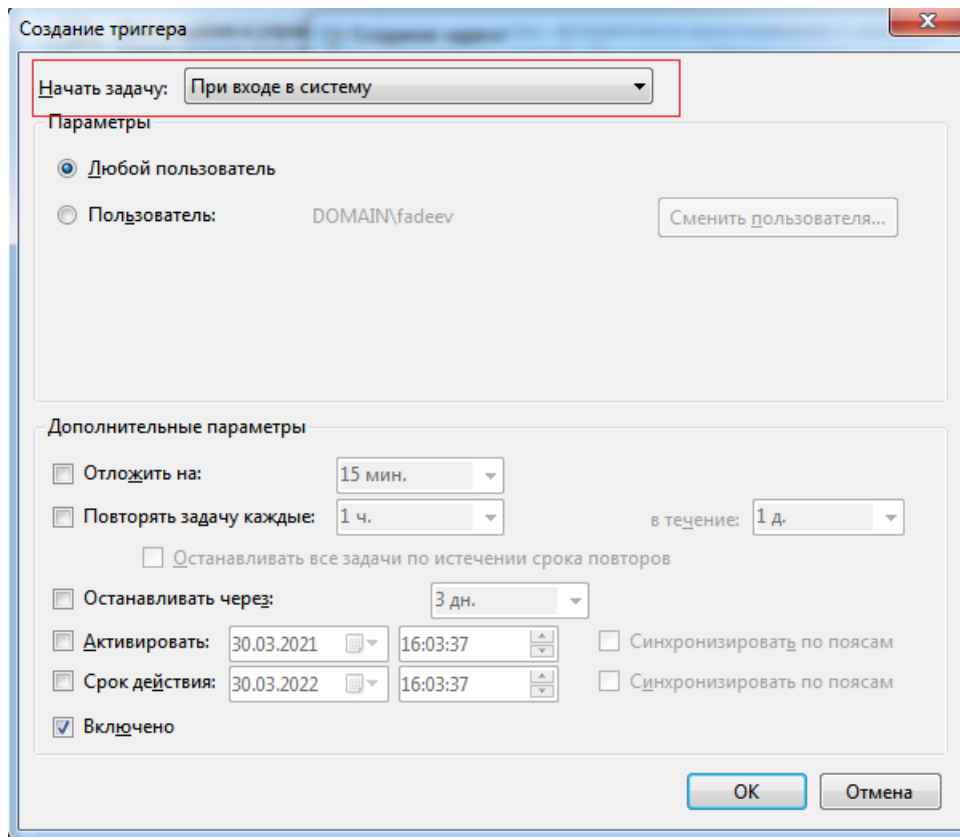 Создание триггера
Начать задачу: При входе в систему
Параметры
Любой пользователь
Пользователь: DOMAIN\fadeev Сменить пользователя...
Дополнительные параметры
Отложить на: 15 мин.
Повторять задачу каждые: 1 ч. в течение: 1 д.
Останавливать все задачи по истечении срока повторов
Останавливать через: 3 дн.
Активировать: 30.03.2021 16:03:37 Синхронизировать по поясам
Срок действия: 30.03.2022 16:03:37 Синхронизировать по поясам
Включено
OK Отмена